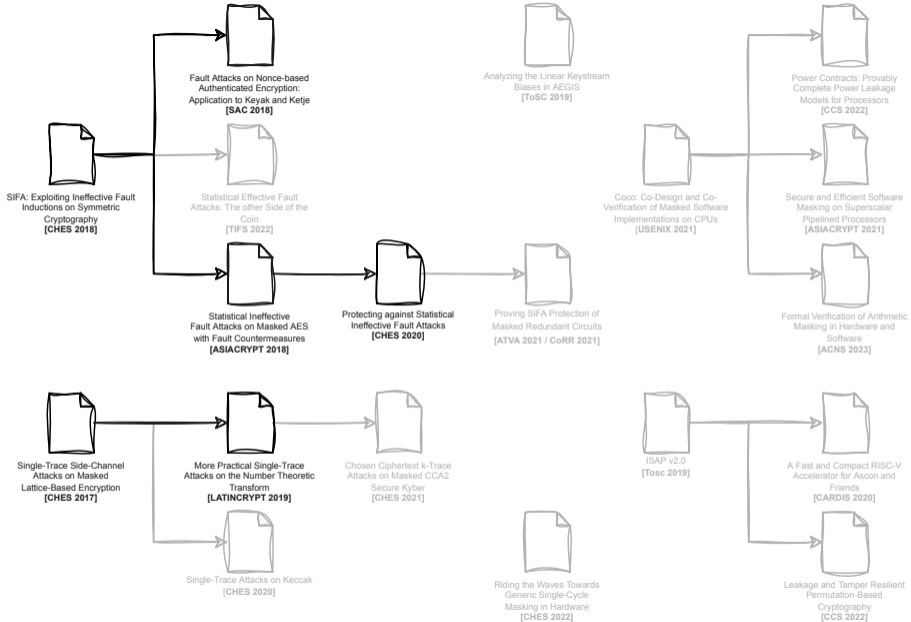 Fault Attacks on Nonce-based
Authenticated Encryption:
Application to Keyak and Ketje
[SAC 2018]
Analyzing the Linear Keystream
Biases in AEGIS
[ToSC 2019]
Power Contracts: Provably
Complete Power Leakage
Models for Processors
[CCS 2022]
SIFA: Exploiting Ineffective Fault
Inductions on Symmetric
Cryptography
[CHES 2018]
Statistical Effective Fault
Attacks: The other Side of the
Coin
[TIFS 2022]
Coco: Co-Design and Co-
Verification of Masked Software
Implementations on CPUs
[USENIX 2021]
Secure and Efficient Software
Masking on Superscalar
Pipelined Processors
[ASIACRYPT 2021]
Statistical Ineffective
Fault Attacks on Masked AES
with Fault Countermeasures
[ASIACRYPT 2018]
Protecting against Statistical
Ineffective Fault Attacks
[CHES 2020]
Proving SIFA Protection of
Masked Redundant Circuits
[ATVA 2021 / CoRR 2021]
Formal Verification of Arithmetic
Masking in Hardware and
Software
[ACNS 2023]
Single-Trace Side-Channel
Attacks on Masked
Lattice-Based Encryption
[CHES 2017]
More Practical Single-Trace
Attacks on the Number Theoretic
Transform
[LATINCRYPT 2019]
Chosen Ciphertext k-Trace
Attacks on Masked CCA2
Secure Kyber
[CHES 2021]
ISAP v2.0
[Tosc 2019]
A Fast and Compact RISC-V
Accelerator for Ascon and
Friends
[CARDIS 2020]
Single-Trace Attacks on Keccak
[CHES 2020]
Riding the Waves Towards
Generic Single-Cycle
Masking in Hardware
[CHES 2022]
Leakage and Tamper Resilient
Permutation-Based
Cryptography
[CCS 2022]